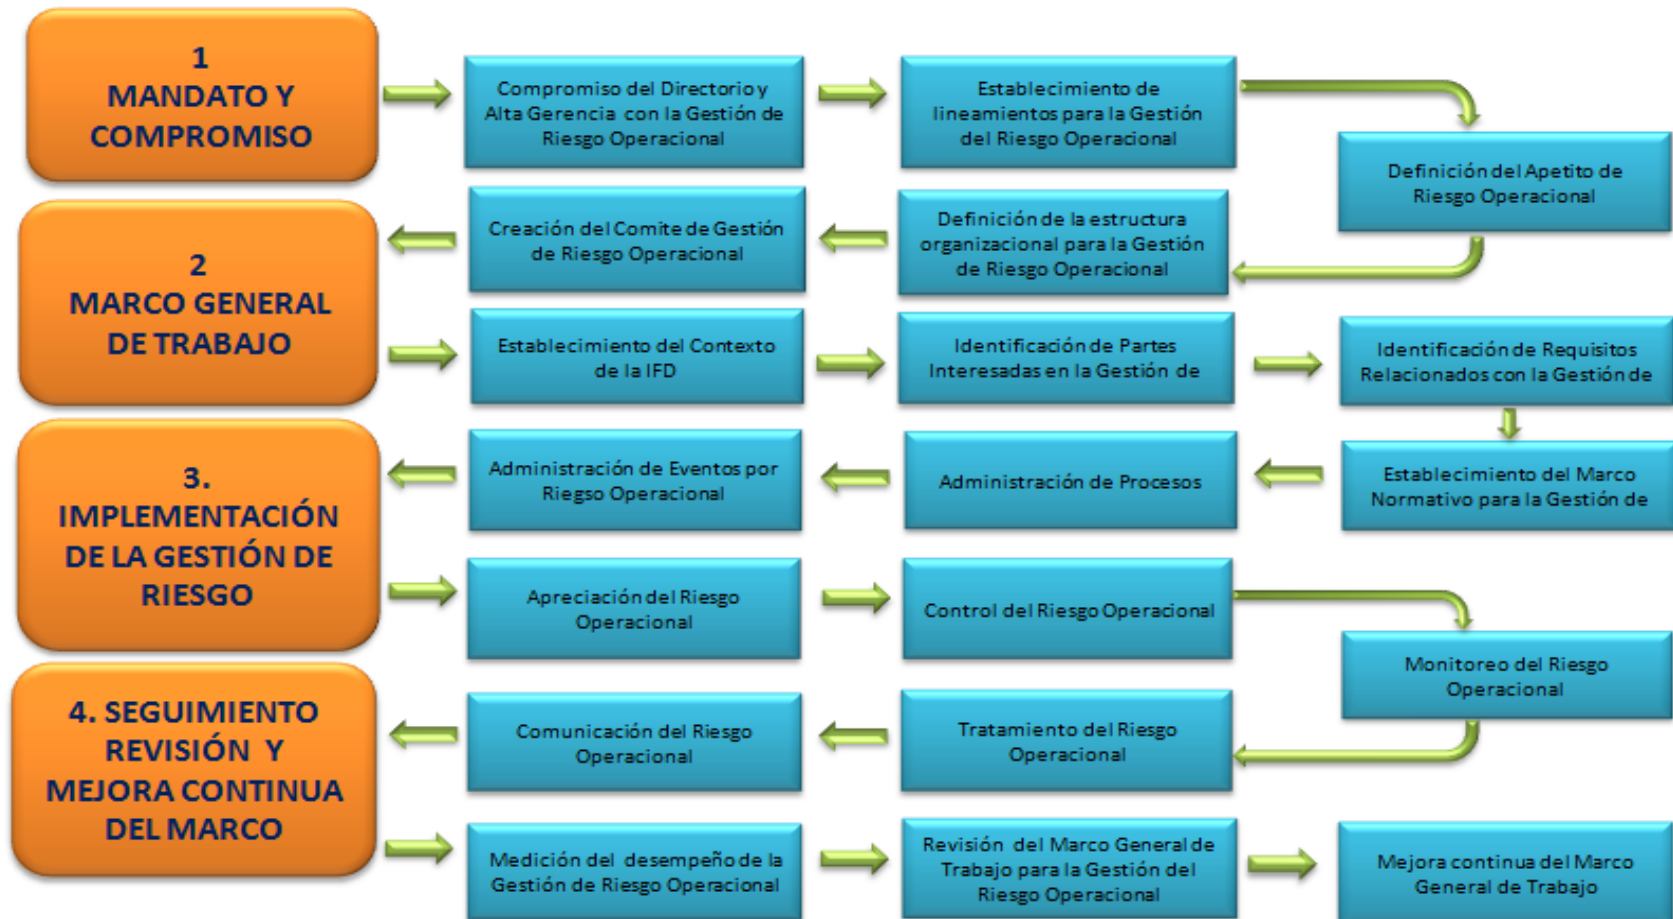 1
MANDATO Y
COMPROMISO
Compromiso del Directorio y
Alta Gerencia con la Gestión de
Riesgo Operacional
Establecimiento de
lineamientos para la Gestión
del Riesgo Operacional
Definición del Apetito de
Riesgo Operacional
Definición de la estructura
organizacional para la Gestión
de Riesgo Operacional
Creación del Comite de Gestión
de Riesgo Operacional
2
MARCO GENERAL
DE TRABAJO
Establecimiento del Contexto
de la IFD
Identificación de Partes
Interesadas en la Gestión de
Identificación de Requisitos
Relacionados con la Gestión de
Establecimiento del Marco
Normativo para la Gestión de
Administración de Procesos
Administración de Eventos por
Riegso Operacional
3.
IMPLEMENTACIÓN
DE LA GESTIÓN DE
RIESGO
Apreciación del Riesgo
Operacional
Control del Riesgo Operacional
Monitoreo del Riesgo
Operacional
Tratamiento del Riesgo
Operacional
Comunicación del Riesgo
Operacional
4. SEGUIMIENTO
REVISIÓN Y
MEJORA CONTINUA
DEL MARCO
Medición del desempeño de la
Gestión de Riesgo Operacional
Revisión del Marco General de
Trabajo para la Gestión del
Riesgo Operacional
Mejora continua del Marco
General de Trabajo